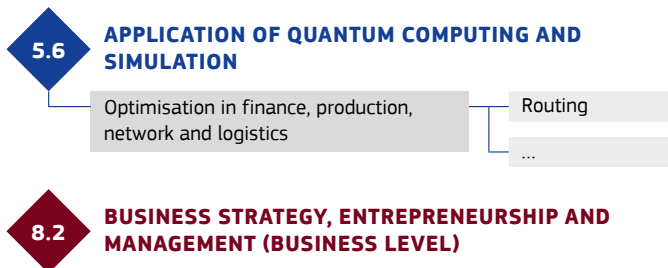 5.6
APPLICATION OF QUANTUM COMPUTING AND
SIMULATION
Optimisation in finance, production,
network and logistics
Routing
...
8.2
BUSINESS STRATEGY, ENTREPRENEURSHIP AND
MANAGEMENT (BUSINESS LEVEL)